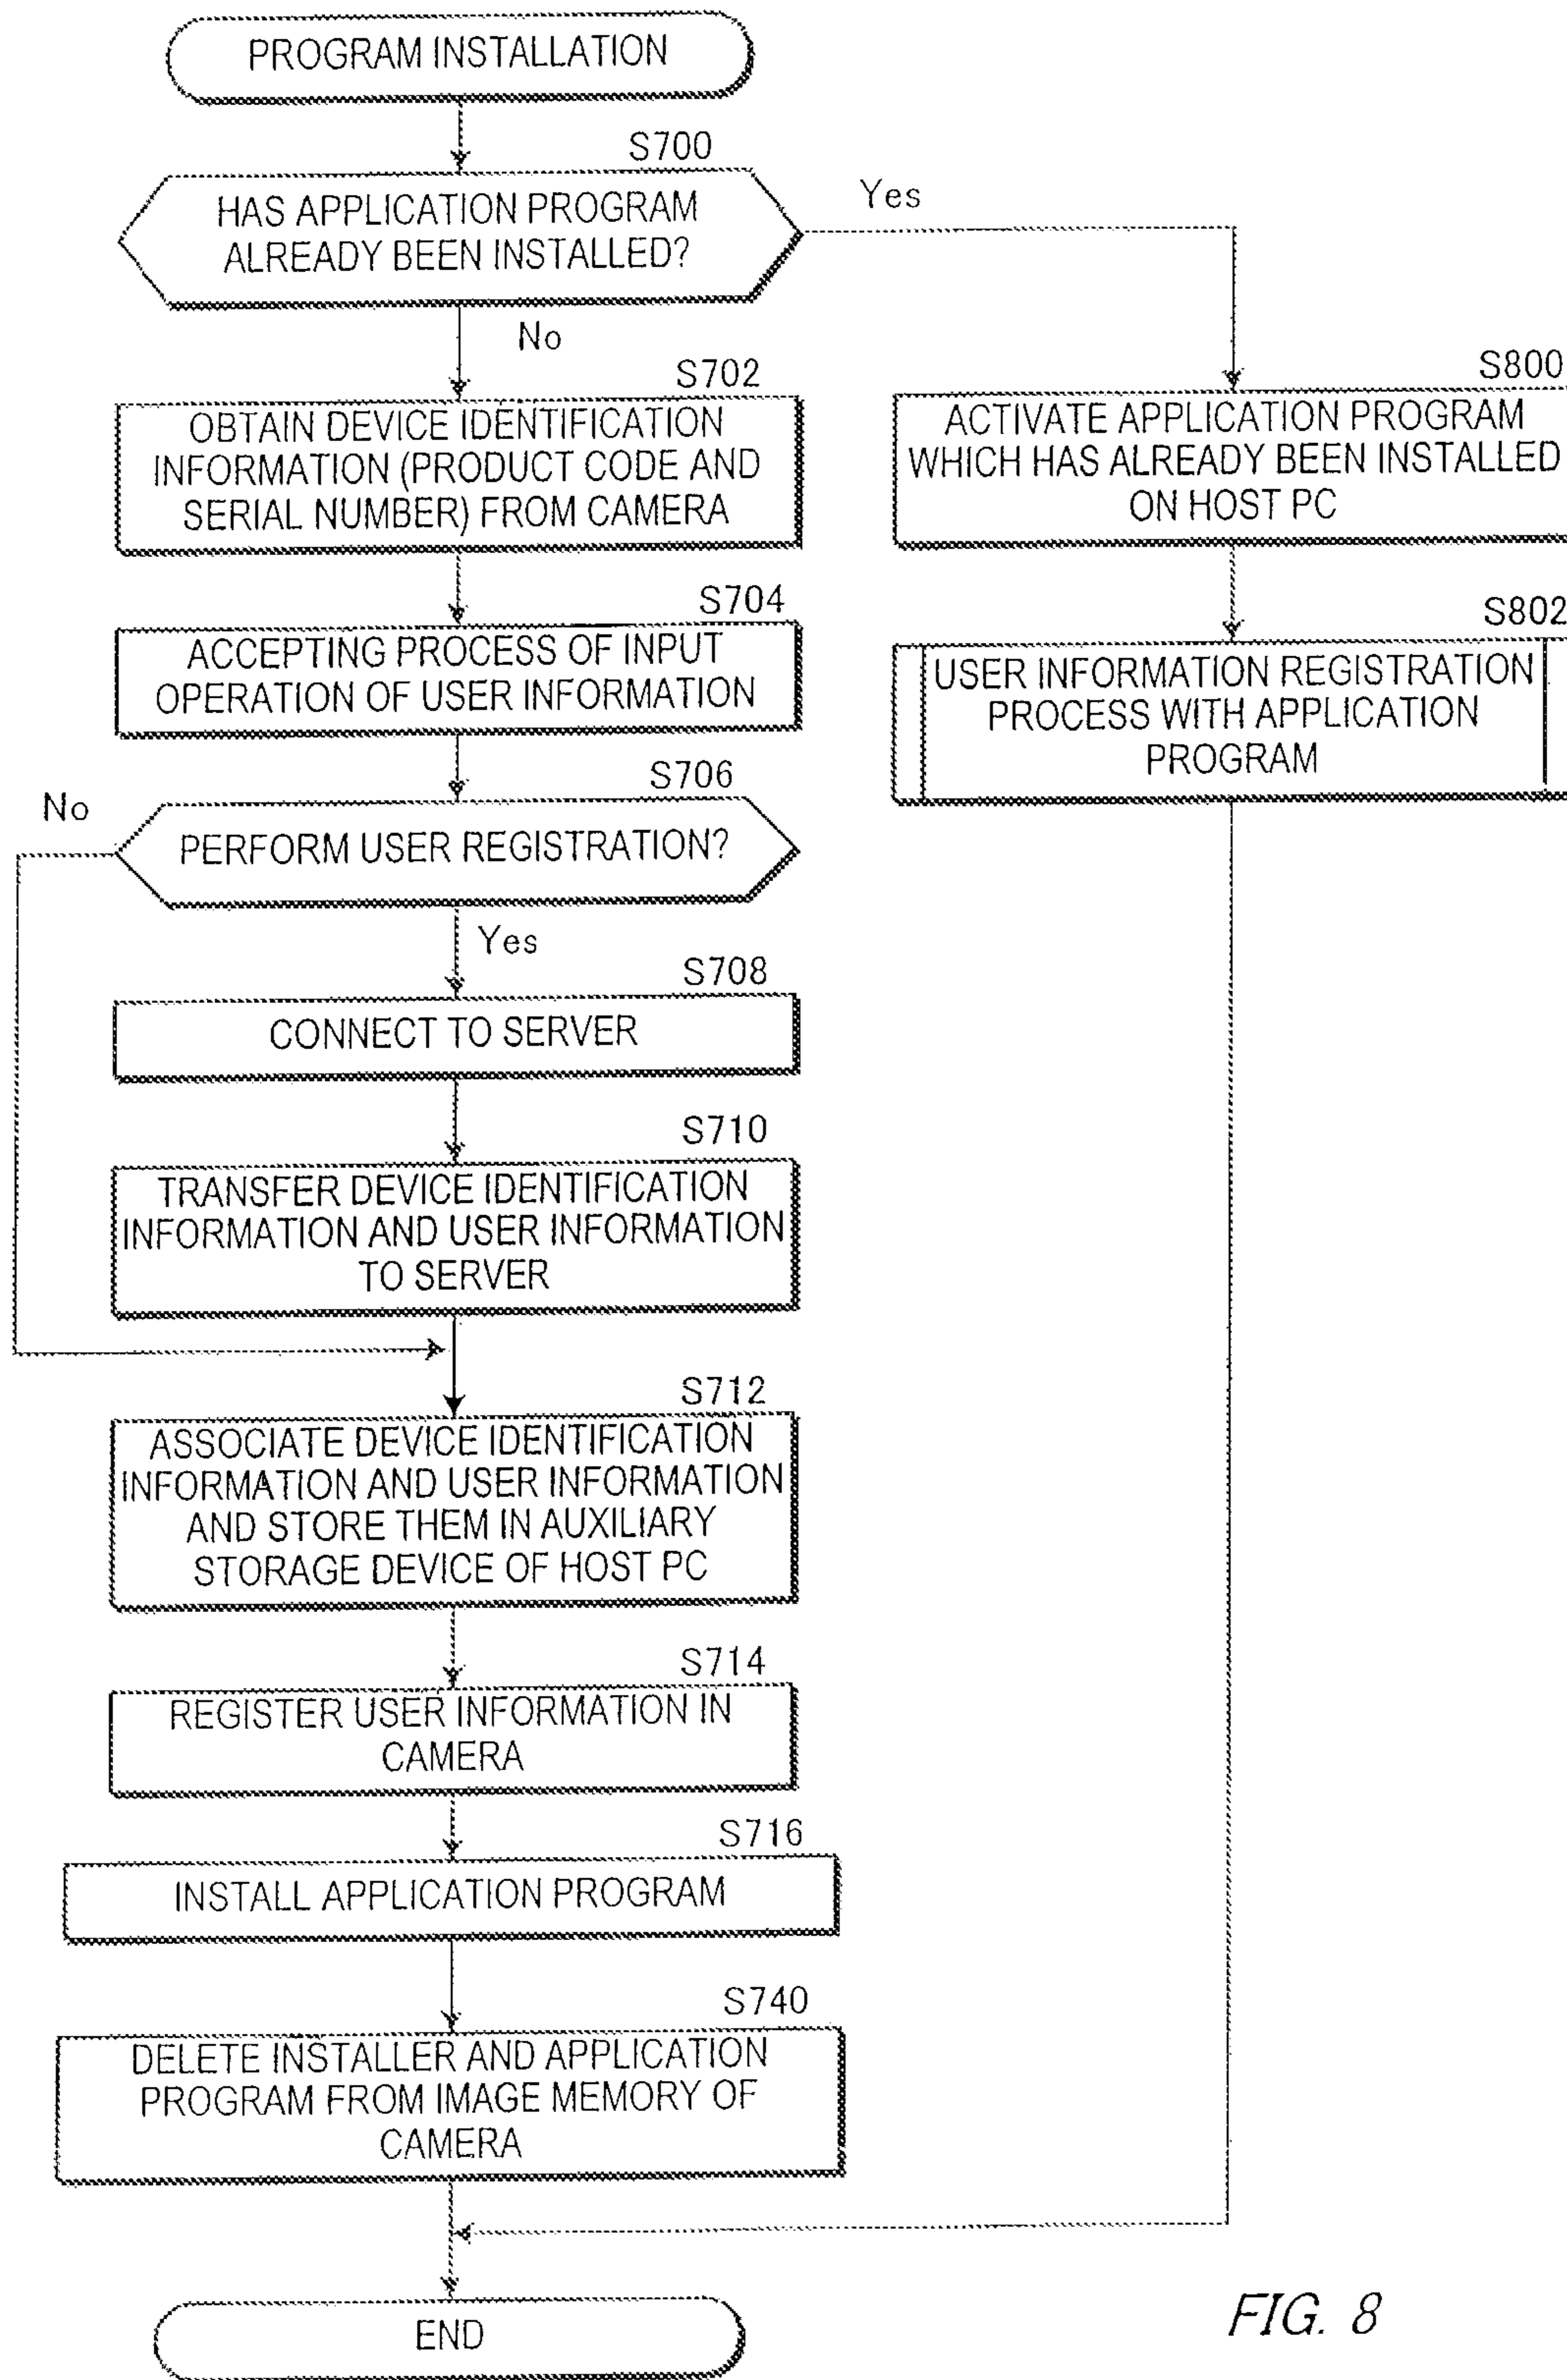 PROGRAM INSTALLATION
S700
HAS APPLICATION PROGRAM
ALREADY BEEN INSTALLED?
Yes
No
S702
OBTAIN DEVICE IDENTIFICATION
INFORMATION (PRODUCT CODE AND
SERIAL NUMBER) FROM CAMERA
S800
ACTIVATE APPLICATION PROGRAM
WHICH HAS ALREADY BEEN INSTALLED
ON HOST PC
S704
ACCEPTING PROCESS OF INPUT
OPERATION OF USER INFORMATION
S802
USER INFORMATION REGISTRATION
PROCESS WITH APPLICATION
PROGRAM
S706
No
PERFORM USER REGISTRATION?
Yes
S708
CONNECT TO SERVER
S710
TRANSFER DEVICE IDENTIFICATION
INFORMATION AND USER INFORMATION
TO SERVER
S712
ASSOCIATE DEVICE IDENTIFICATION
INFORMATION AND USER INFORMATION
AND STORE THEM IN AUXILIARY
STORAGE DEVICE OF HOST PC
S714
REGISTER USER INFORMATION IN
CAMERA
S716
INSTALL APPLICATION PROGRAM
S740
DELETE INSTALLER AND APPLICATION
PROGRAM FROM IMAGE MEMORY OF
CAMERA
END
FIG. 8